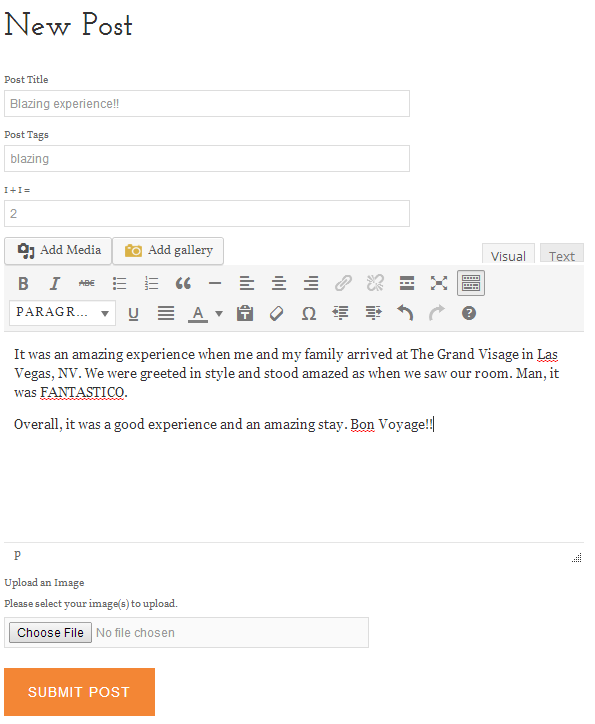 New Post
Post Title
Blazing experience!!
Post Tags
blazing
1 + 1 =
2
Add Media Add gallery Visual Text
B I ABC
PARAGR... U A Ω ?
It was an amazing experience when me and my family arrived at The Grand Visage in Las
Vegas, NV. We were greeted in style and stood amazed as when we saw our room. Man, it
was FANTASTICO.
Overall, it was a good experience and an amazing stay. Bon Voyage!!
P
Upload an Image
Please select your image(s) to upload.
Choose File No file chosen
SUBMIT POST